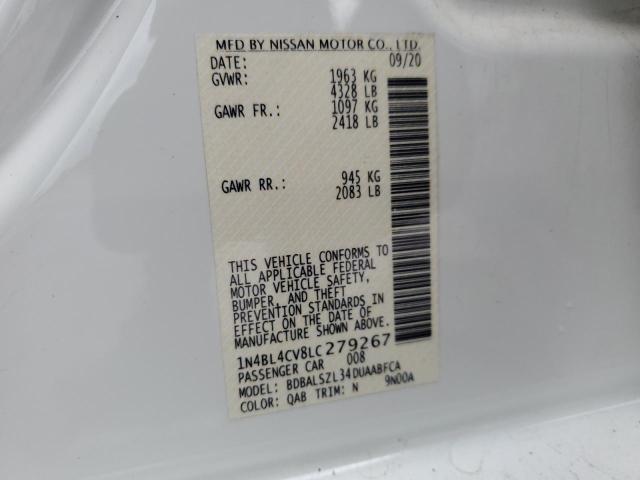 MFD BY NISSAN MOTOR CO., LTD.
DATE: 09/20
GVWR: 1963 KG
4328 LB
GAWR FR.: 1097 KG
2418 LB
GAWR RR.: 945 KG
2083 LB
THIS VEHICLE CONFORMS TO
ALL APPLICABLE FEDERAL
MOTOR VEHICLE SAFETY,
BUMPER, AND THEFT
PREVENTION STANDARDS IN
EFFECT ON THE DATE OF
MANUFACTURE SHOWN ABOVE.
1N4BL4CV8LC279267
PASSENGER CAR 008
MODEL: BDBALSZL34DUAABFCA
COLOR: QAB TRIM: N 9N00A